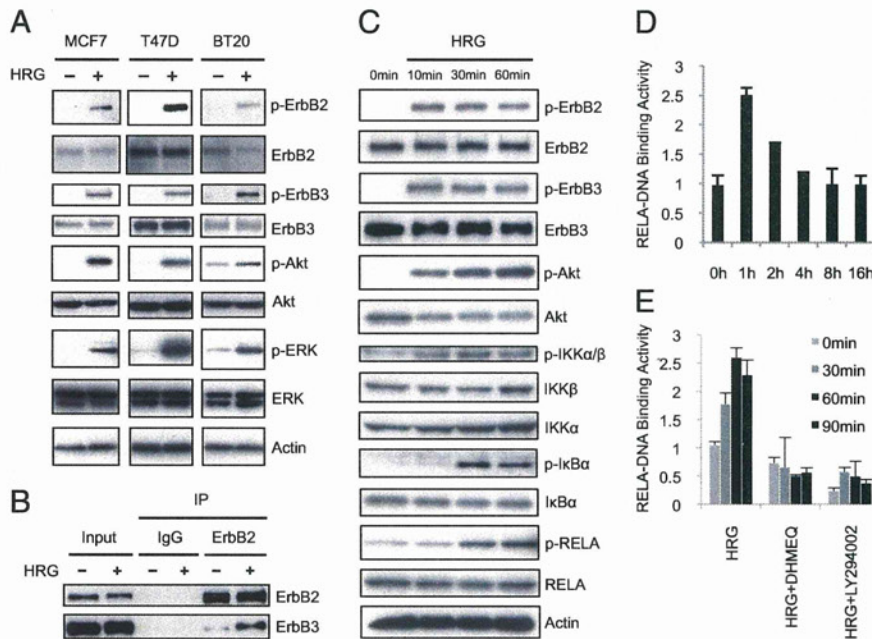 A
MCF7 T47D BT20
HRG − + − + − +
p-ErbB2
ErbB2
p-ErbB3
ErbB3
p-Akt
Akt
p-ERK
ERK
Actin
B
IP
Input IgG ErbB2
HRG − + − + − +
ErbB2
ErbB3
C
HRG
0min 10min 30min 60min
p-ErbB2
ErbB2
p-ErbB3
ErbB3
p-Akt
Akt
p-IKKα/β
IKKβ
IKKα
p-IκBα
IκBα
p-RELA
RELA
Actin
D
RELA-DNA Binding Activity
3
2.5
2
1.5
1
0.5
0
0h 1h 2h 4h 8h 16h
E
RELA-DNA Binding Activity
3
2.5
2
1.5
1
0.5
0
0min
30min
60min
90min
HRG
HRG+DHMEQ
HRG+LY294002